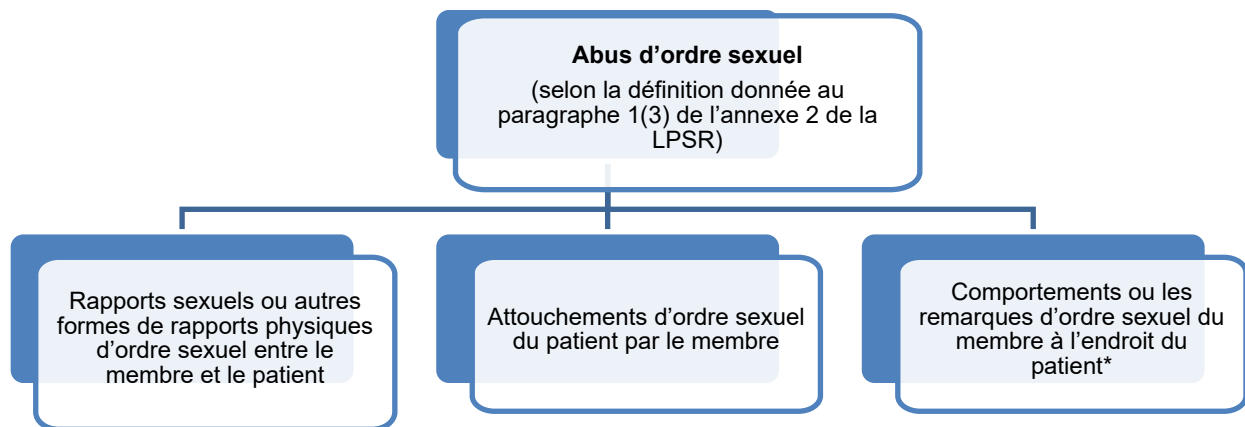 Abus d’ordre sexuel
(selon la définition donnée au
paragraphe 1(3) de l’annexe 2 de la
LPSR)
Rapports sexuels ou autres
formes de rapports physiques
d’ordre sexuel entre le
membre et le patient
Attouchements d’ordre sexuel
du patient par le membre
Comportements ou les
remarques d’ordre sexuel du
membre à l’endroit du
patient*